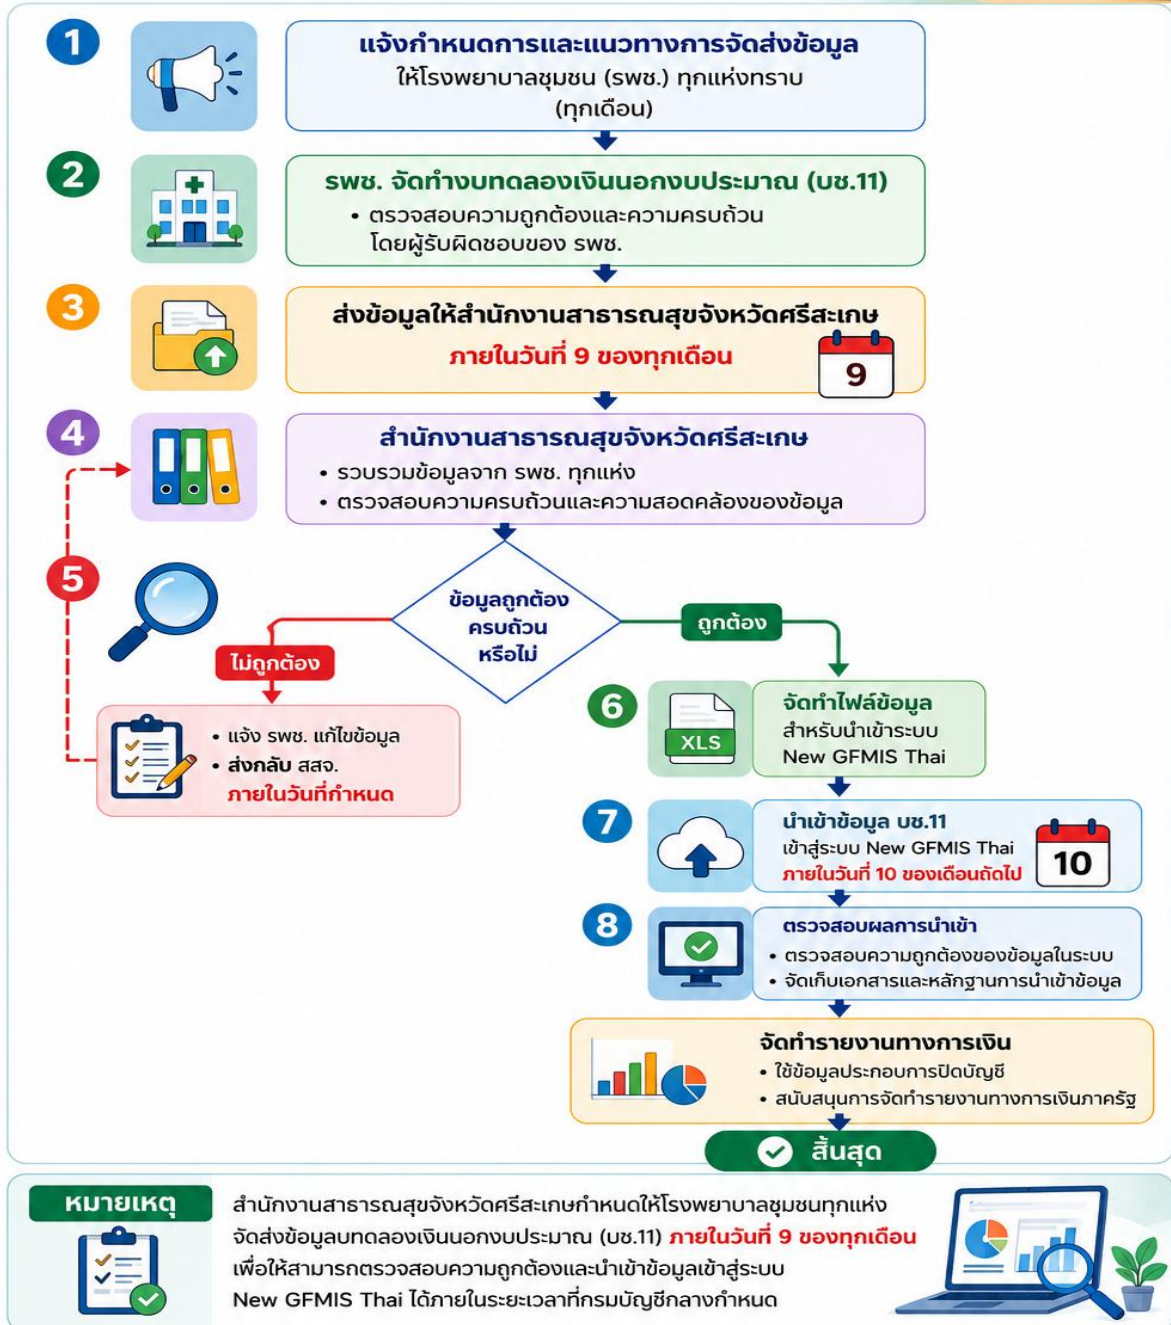 1
แจ้งกำหนดการและแนวทางการจัดส่งข้อมูล
ให้โรงพยาบาลชุมชน (รพช.) ทุกแห่งทราบ
(ทุกเดือน)
2
รพช. จัดทำงบทดลองเงินนอกงบประมาณ (บช.11)
• ตรวจสอบความถูกต้องและความครบถ้วน
โดยผู้รับผิดชอบของ รพช.
3
ส่งข้อมูลให้สำนักงานสาธารณสุขจังหวัดศรีสะเกษ
ภายในวันที่ 9 ของทุกเดือน
9
4
สำนักงานสาธารณสุขจังหวัดศรีสะเกษ
• รวบรวมข้อมูลจาก รพช. ทุกแห่ง
• ตรวจสอบความครบถ้วนและความสอดคล้องของข้อมูล
5
ข้อมูลถูกต้อง
ครบถ้วน
หรือไม่
ไม่ถูกต้อง
ถูกต้อง
• แจ้ง รพช. แก้ไขข้อมูล
• ส่งกลับ สสจ.
ภายในวันที่กำหนด
6
XLS
จัดทำไฟล์ข้อมูล
สำหรับนำเข้าระบบ
New GFMIS Thai
7
นำเข้าข้อมูล บช.11
เข้าสู่ระบบ New GFMIS Thai
ภายในวันที่ 10 ของเดือนถัดไป
10
8
ตรวจสอบผลการนำเข้า
• ตรวจสอบความถูกต้องของข้อมูลในระบบ
• จัดเก็บเอกสารและหลักฐานการนำเข้าข้อมูล
จัดทำรายงานทางการเงิน
• ใช้ข้อมูลประกอบการปิดบัญชี
• สนับสนุนการจัดทำรายงานทางการเงินภาครัฐ
สิ้นสุด
หมายเหตุ
สำนักงานสาธารณสุขจังหวัดศรีสะเกษกำหนดให้โรงพยาบาลชุมชนทุกแห่ง
จัดส่งข้อมูลบทดลองเงินนอกงบประมาณ (บช.11) ภายในวันที่ 9 ของทุกเดือน
เพื่อให้สามารถตรวจสอบความถูกต้องและนำเข้าข้อมูลเข้าสู่ระบบ
New GFMIS Thai ได้ภายในระยะเวลาที่กรมบัญชีกลางกำหนด